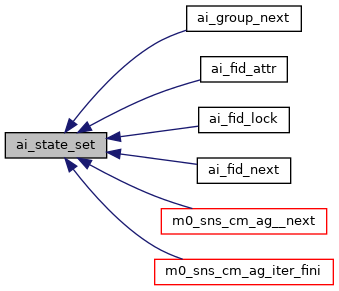 ai_group_next
ai_fid_attr
ai_fid_lock
ai_state_set
ai_fid_next
m0_sns_cm_ag__next
m0_sns_cm_ag_iter_fini